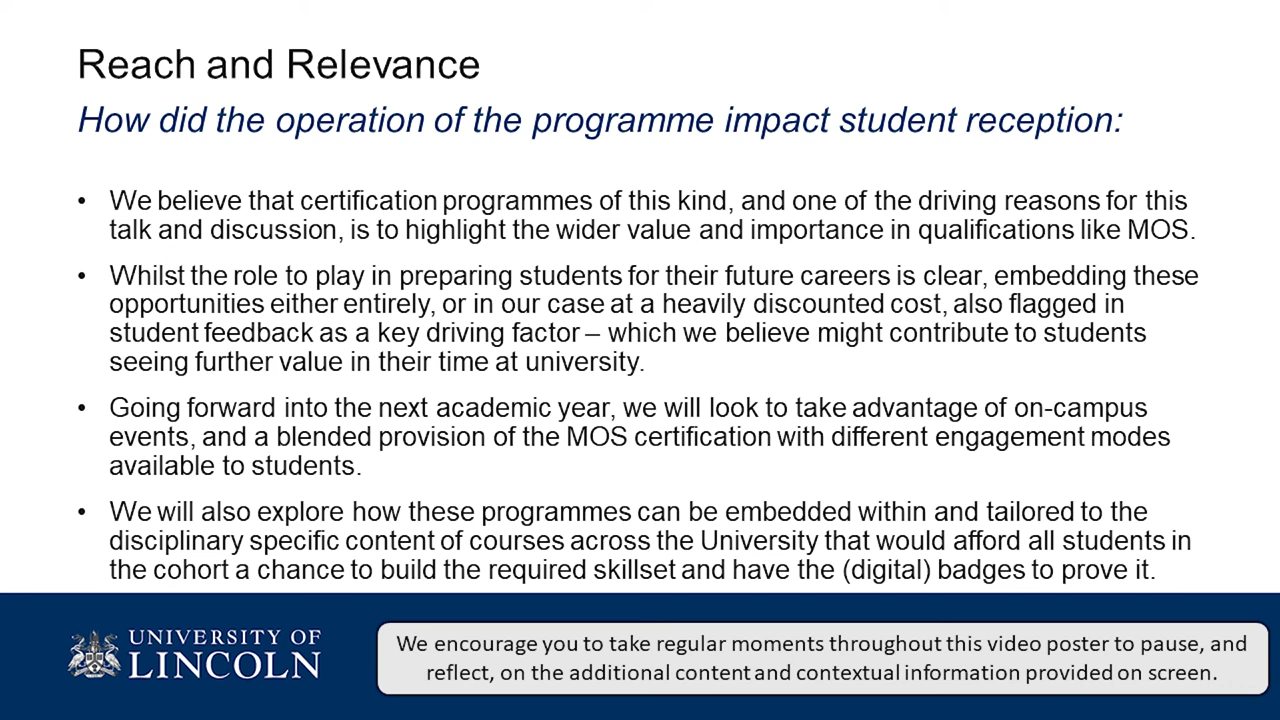 Reach and Relevance
How did the operation of the programme impact student reception:
• We believe that certification programmes of this kind, and one of the driving reasons for this
talk and discussion, is to highlight the wider value and importance in qualifications like MOS.
• Whilst the role to play in preparing students for their future careers is clear, embedding these
opportunities either entirely, or in our case at a heavily discounted cost, also flagged in
student feedback as a key driving factor – which we believe might contribute to students
seeing further value in their time at university.
• Going forward into the next academic year, we will look to take advantage of on-campus
events, and a blended provision of the MOS certification with different engagement modes
available to students.
• We will also explore how these programmes can be embedded within and tailored to the
disciplinary specific content of courses across the University that would afford all students in
the cohort a chance to build the required skillset and have the (digital) badges to prove it.
UNIVERSITY OF
LINCOLN
We encourage you to take regular moments throughout this video poster to pause, and
reflect, on the additional content and contextual information provided on screen.